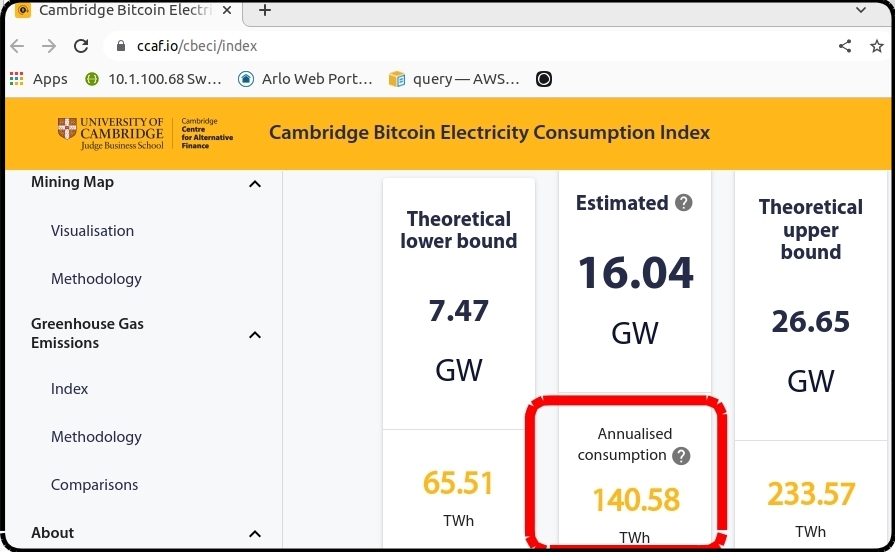 Cambridge Bitcoin Electri
ccaf.io/cbeci/index
Apps
10.1.100.68 Sw...
Arlo Web Port...
query — AWS...
UNIVERSITY OF
CAMBRIDGE
Judge Business School
Cambridge
Centre
for Alternative
Finance
Cambridge Bitcoin Electricity Consumption Index
Mining Map
Visualisation
Methodology
Greenhouse Gas
Emissions
Index
Methodology
Comparisons
About
Theoretical
lower bound
7.47
GW
65.51
TWh
Estimated ?
16.04
GW
Annualised
consumption ?
140.58
TWh
Theoretical
upper
bound
26.65
GW
233.57
TWh